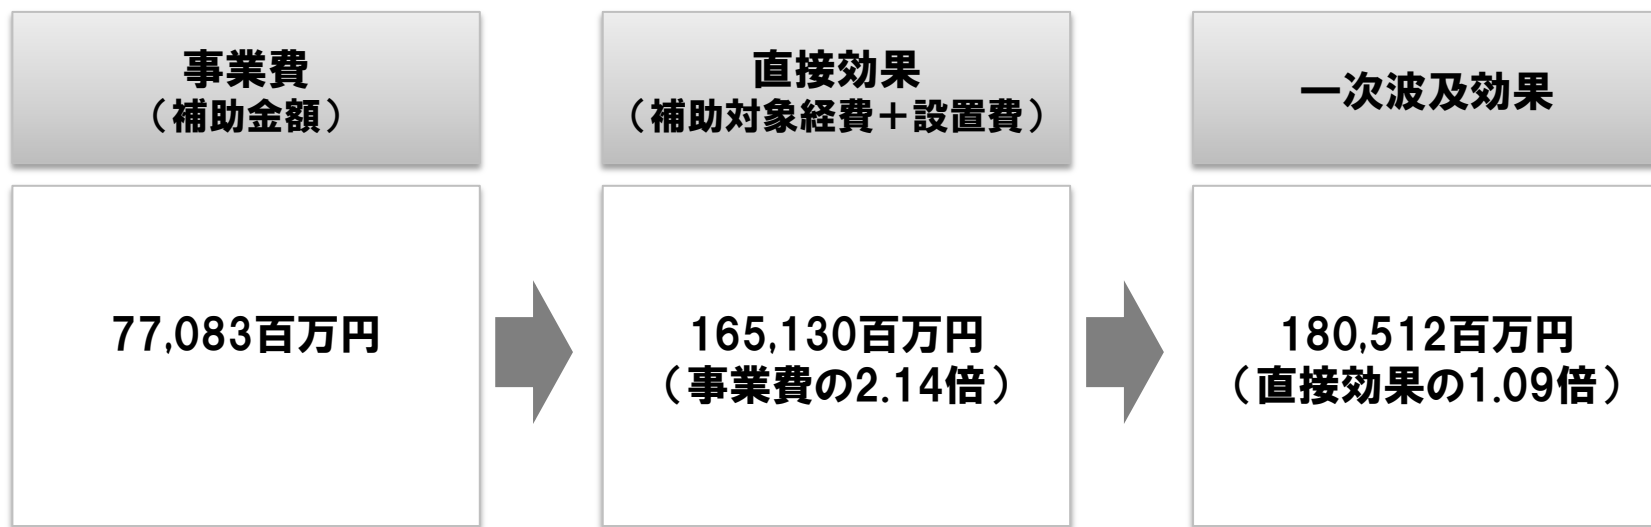 事業費
（補助金額）
直接効果
（補助対象経費＋設置費）
一次波及効果
77,083百万円
165,130百万円
（事業費の2.14倍）
180,512百万円
（直接効果の1.09倍）